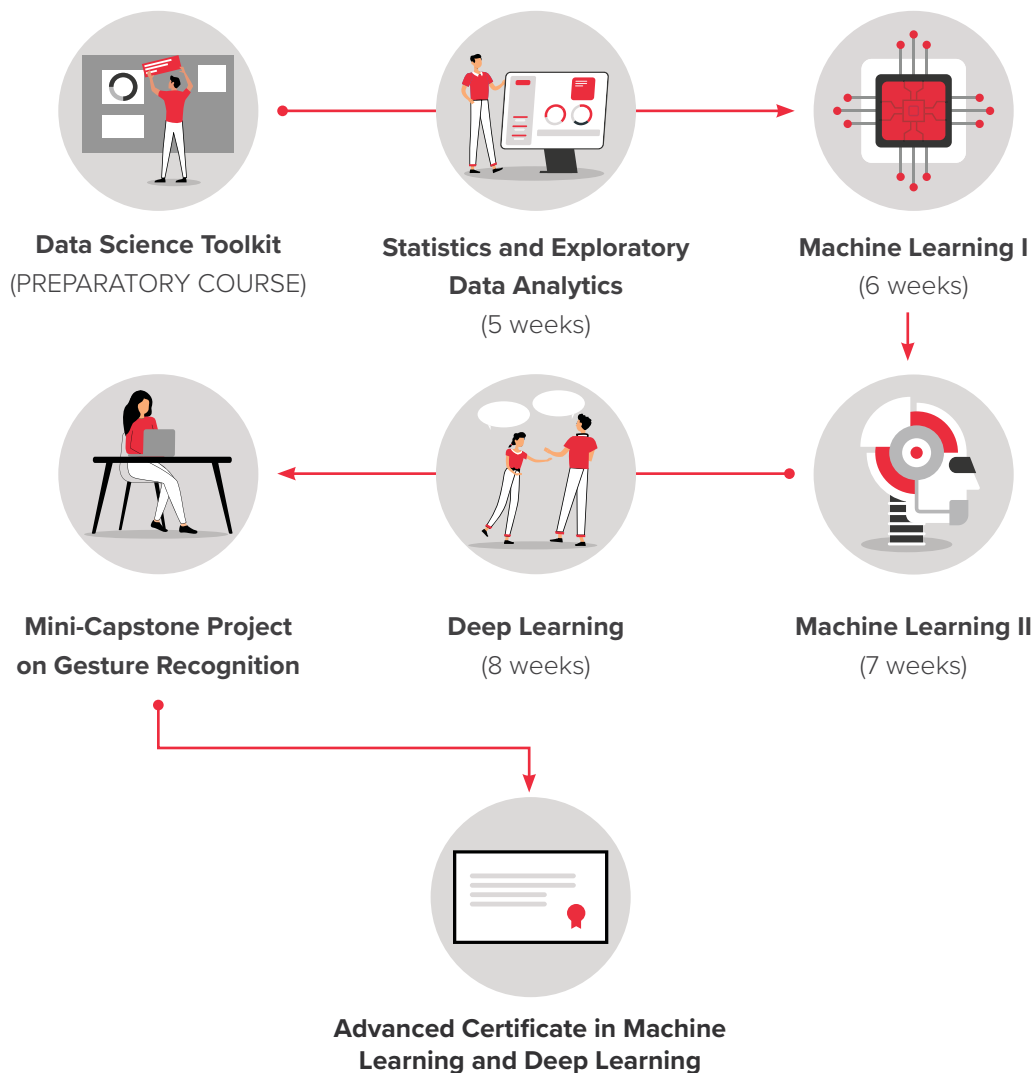 Data Science Toolkit
(PREPARATORY COURSE)
Statistics and Exploratory
Data Analytics
(5 weeks)
Machine Learning I
(6 weeks)
Machine Learning II
(7 weeks)
Deep Learning
(8 weeks)
Mini-Capstone Project
on Gesture Recognition
Advanced Certificate in Machine
Learning and Deep Learning